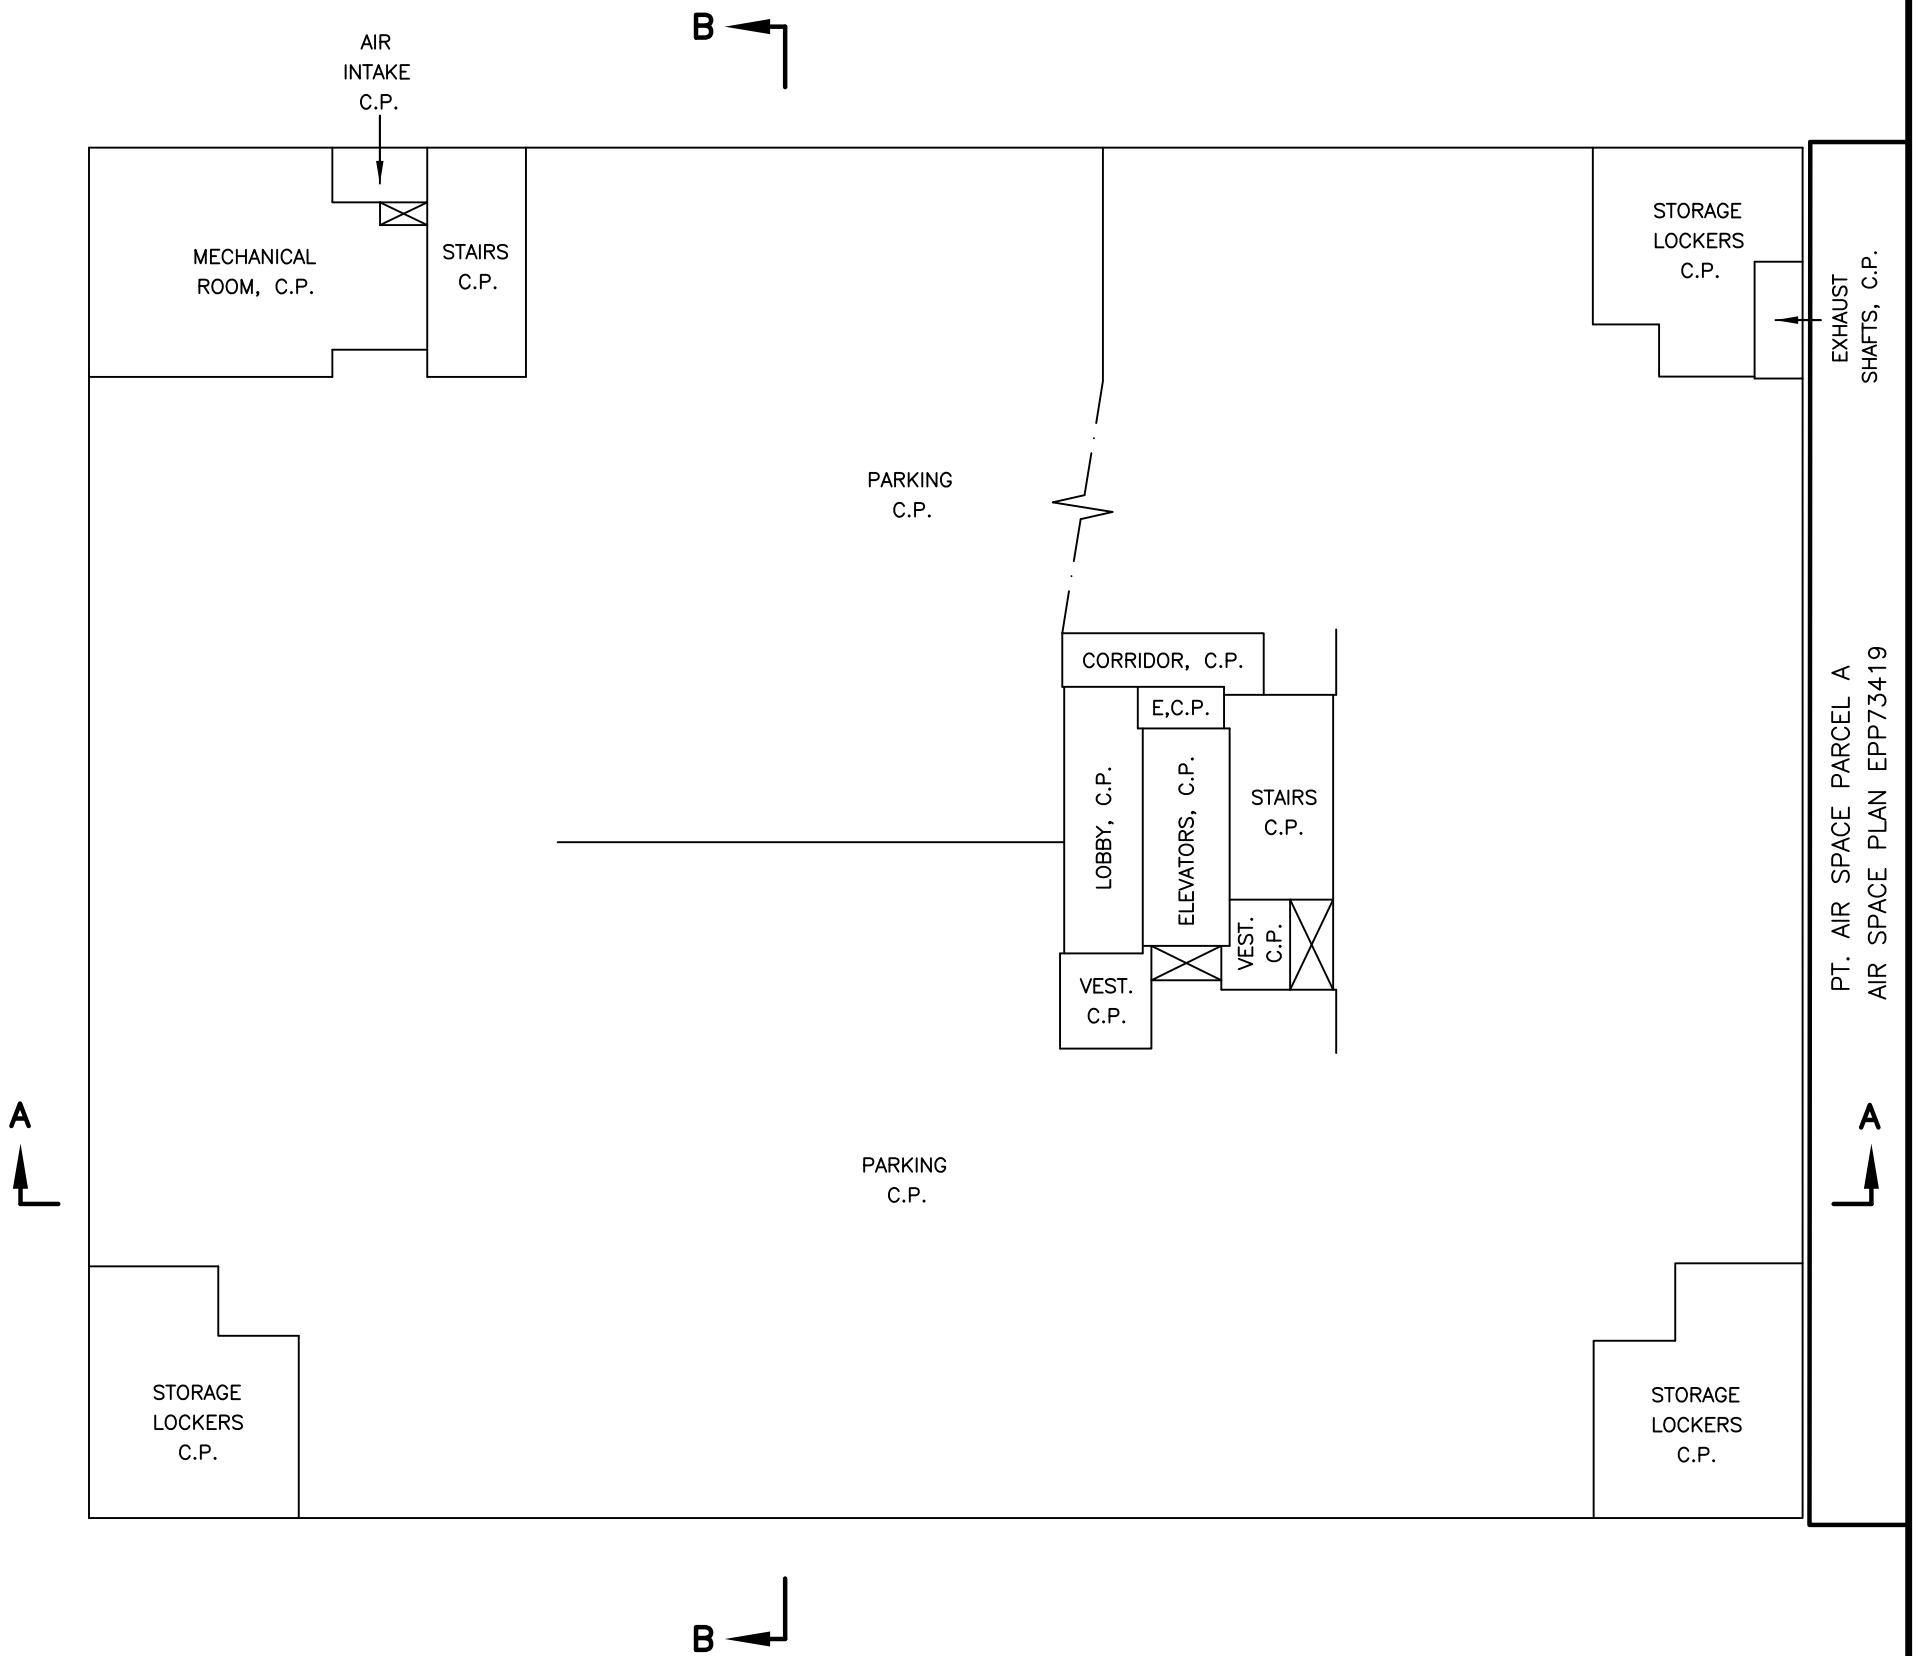 B
AIR
INTAKE
C.P.
MECHANICAL
ROOM, C.P.
STAIRS
C.P.
STORAGE
LOCKERS
C.P.
EXHAUST
SHAFTS, C.P.
PARKING
C.P.
CORRIDOR, C.P.
E,C.P.
LOBBY, C.P.
ELEVATORS, C.P.
STAIRS
C.P.
VEST.
C.P.
VEST.
C.P.
PT. AIR SPACE PARCEL A
AIR SPACE PLAN EPP73419
A
A
PARKING
C.P.
STORAGE
LOCKERS
C.P.
STORAGE
LOCKERS
C.P.
B